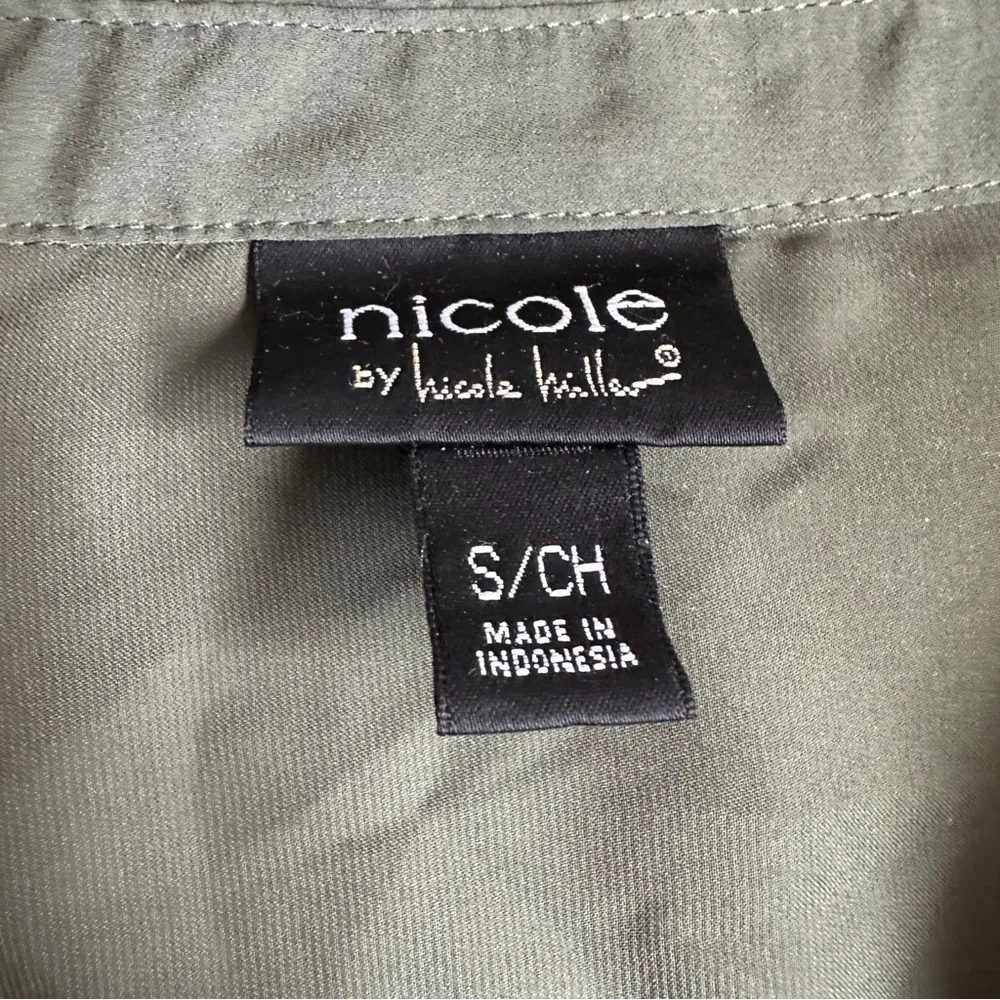 nicole
BY nicole miller®
S/CH
MADE IN
INDONESIA